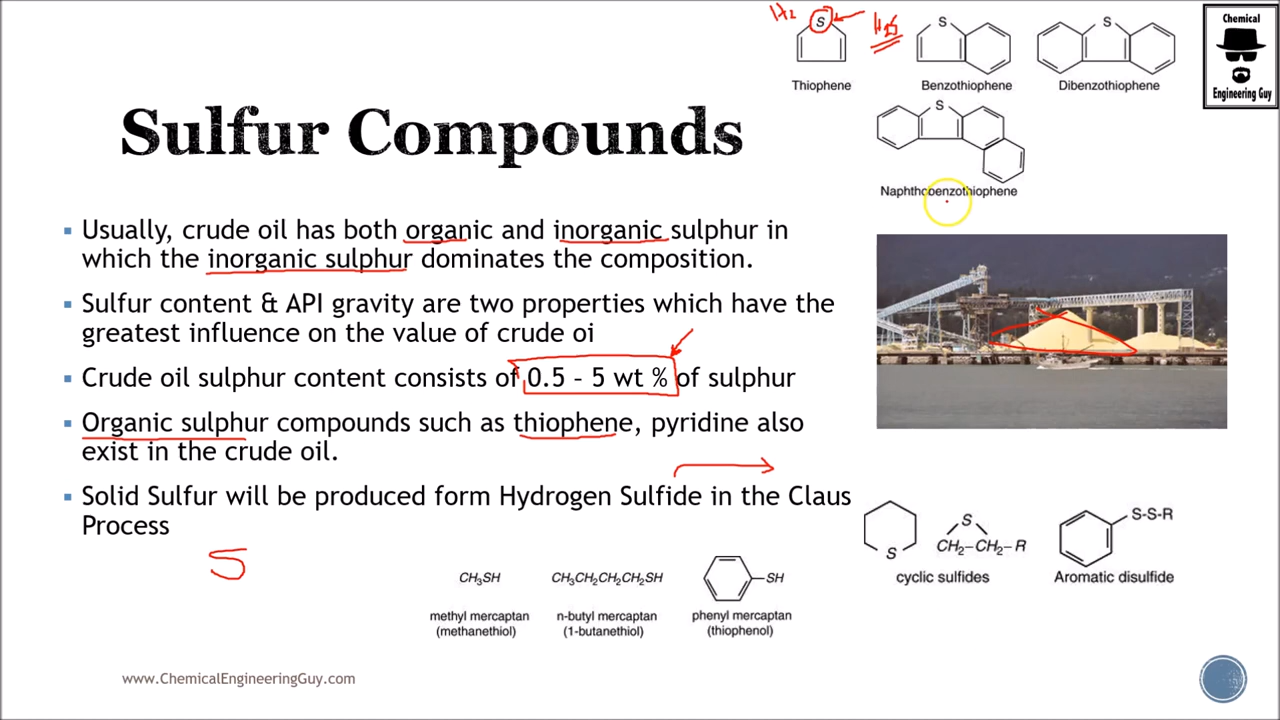 H₂
S
H₂S
S
S
Thiophene
Benzothiophene
Dibenzothiophene
Chemical
Engineering Guy
S
Naphthobenzothiophene
Sulfur Compounds
Usually, crude oil has both organic and inorganic sulphur in
which the inorganic sulphur dominates the composition.
Sulfur content & API gravity are two properties which have the
greatest influence on the value of crude oi
Crude oil sulphur content consists of 0.5 – 5 wt % of sulphur
Organic sulphur compounds such as thiophene, pyridine also
exist in the crude oil.
Solid Sulfur will be produced form Hydrogen Sulfide in the Claus
Process
S
S
S
CH₂–CH₂–R
S-S-R
cyclic sulfides
Aromatic disulfide
CH₃SH
CH₃CH₂CH₂CH₂SH
SH
methyl mercaptan
(methanethiol)
n-butyl mercaptan
(1-butanethiol)
phenyl mercaptan
(thiophenol)
www.ChemicalEngineeringGuy.com